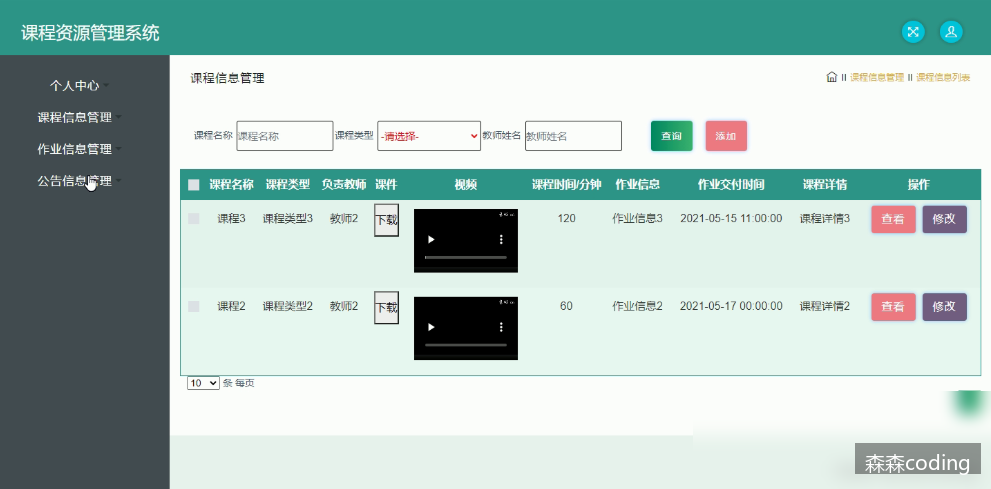 课程资源管理系统
个人中心
课程信息管理
作业信息管理
公告信息管理
课程信息管理
课程信息管理 II 课程信息列表
课程名称 课程名称 课程类型 -请选择- 教师姓名 教师姓名 查询 添加
课程名称 课程类型 负责教师 课件 视频 课程时间/分钟 作业信息 作业交付时间 课程详情 操作
课程3 课程类型3 教师2 下载 120 作业信息3 2021-05-15 11:00:00 课程详情3 查看 修改
课程2 课程类型2 教师2 下载 60 作业信息2 2021-05-17 00:00:00 课程详情2 查看 修改
10 条 每页
森森coding